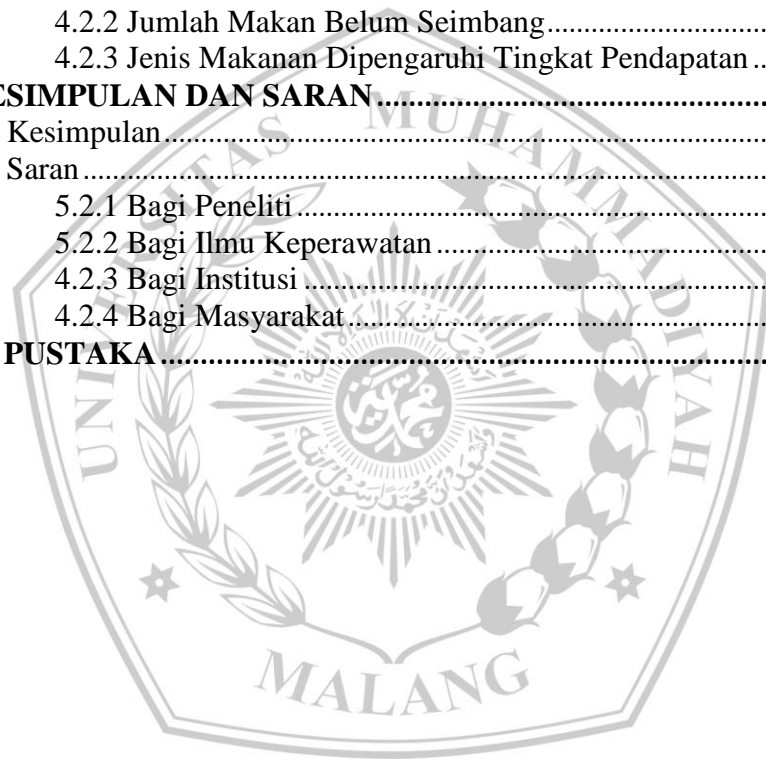 4.2.2 Jumlah Makan Belum Seimbang
4.2.3 Jenis Makanan Dipengaruhi Tingkat Pendapatan
ESIMPULAN DAN SARAN
Kesimpulan
Saran
5.2.1 Bagi Peneliti
5.2.2 Bagi Ilmu Keperawatan
4.2.3 Bagi Institusi
4.2.4 Bagi Masyarakat
PUSTAKA
UNIVERSITAS MUHAMMADIYAH
MALANG